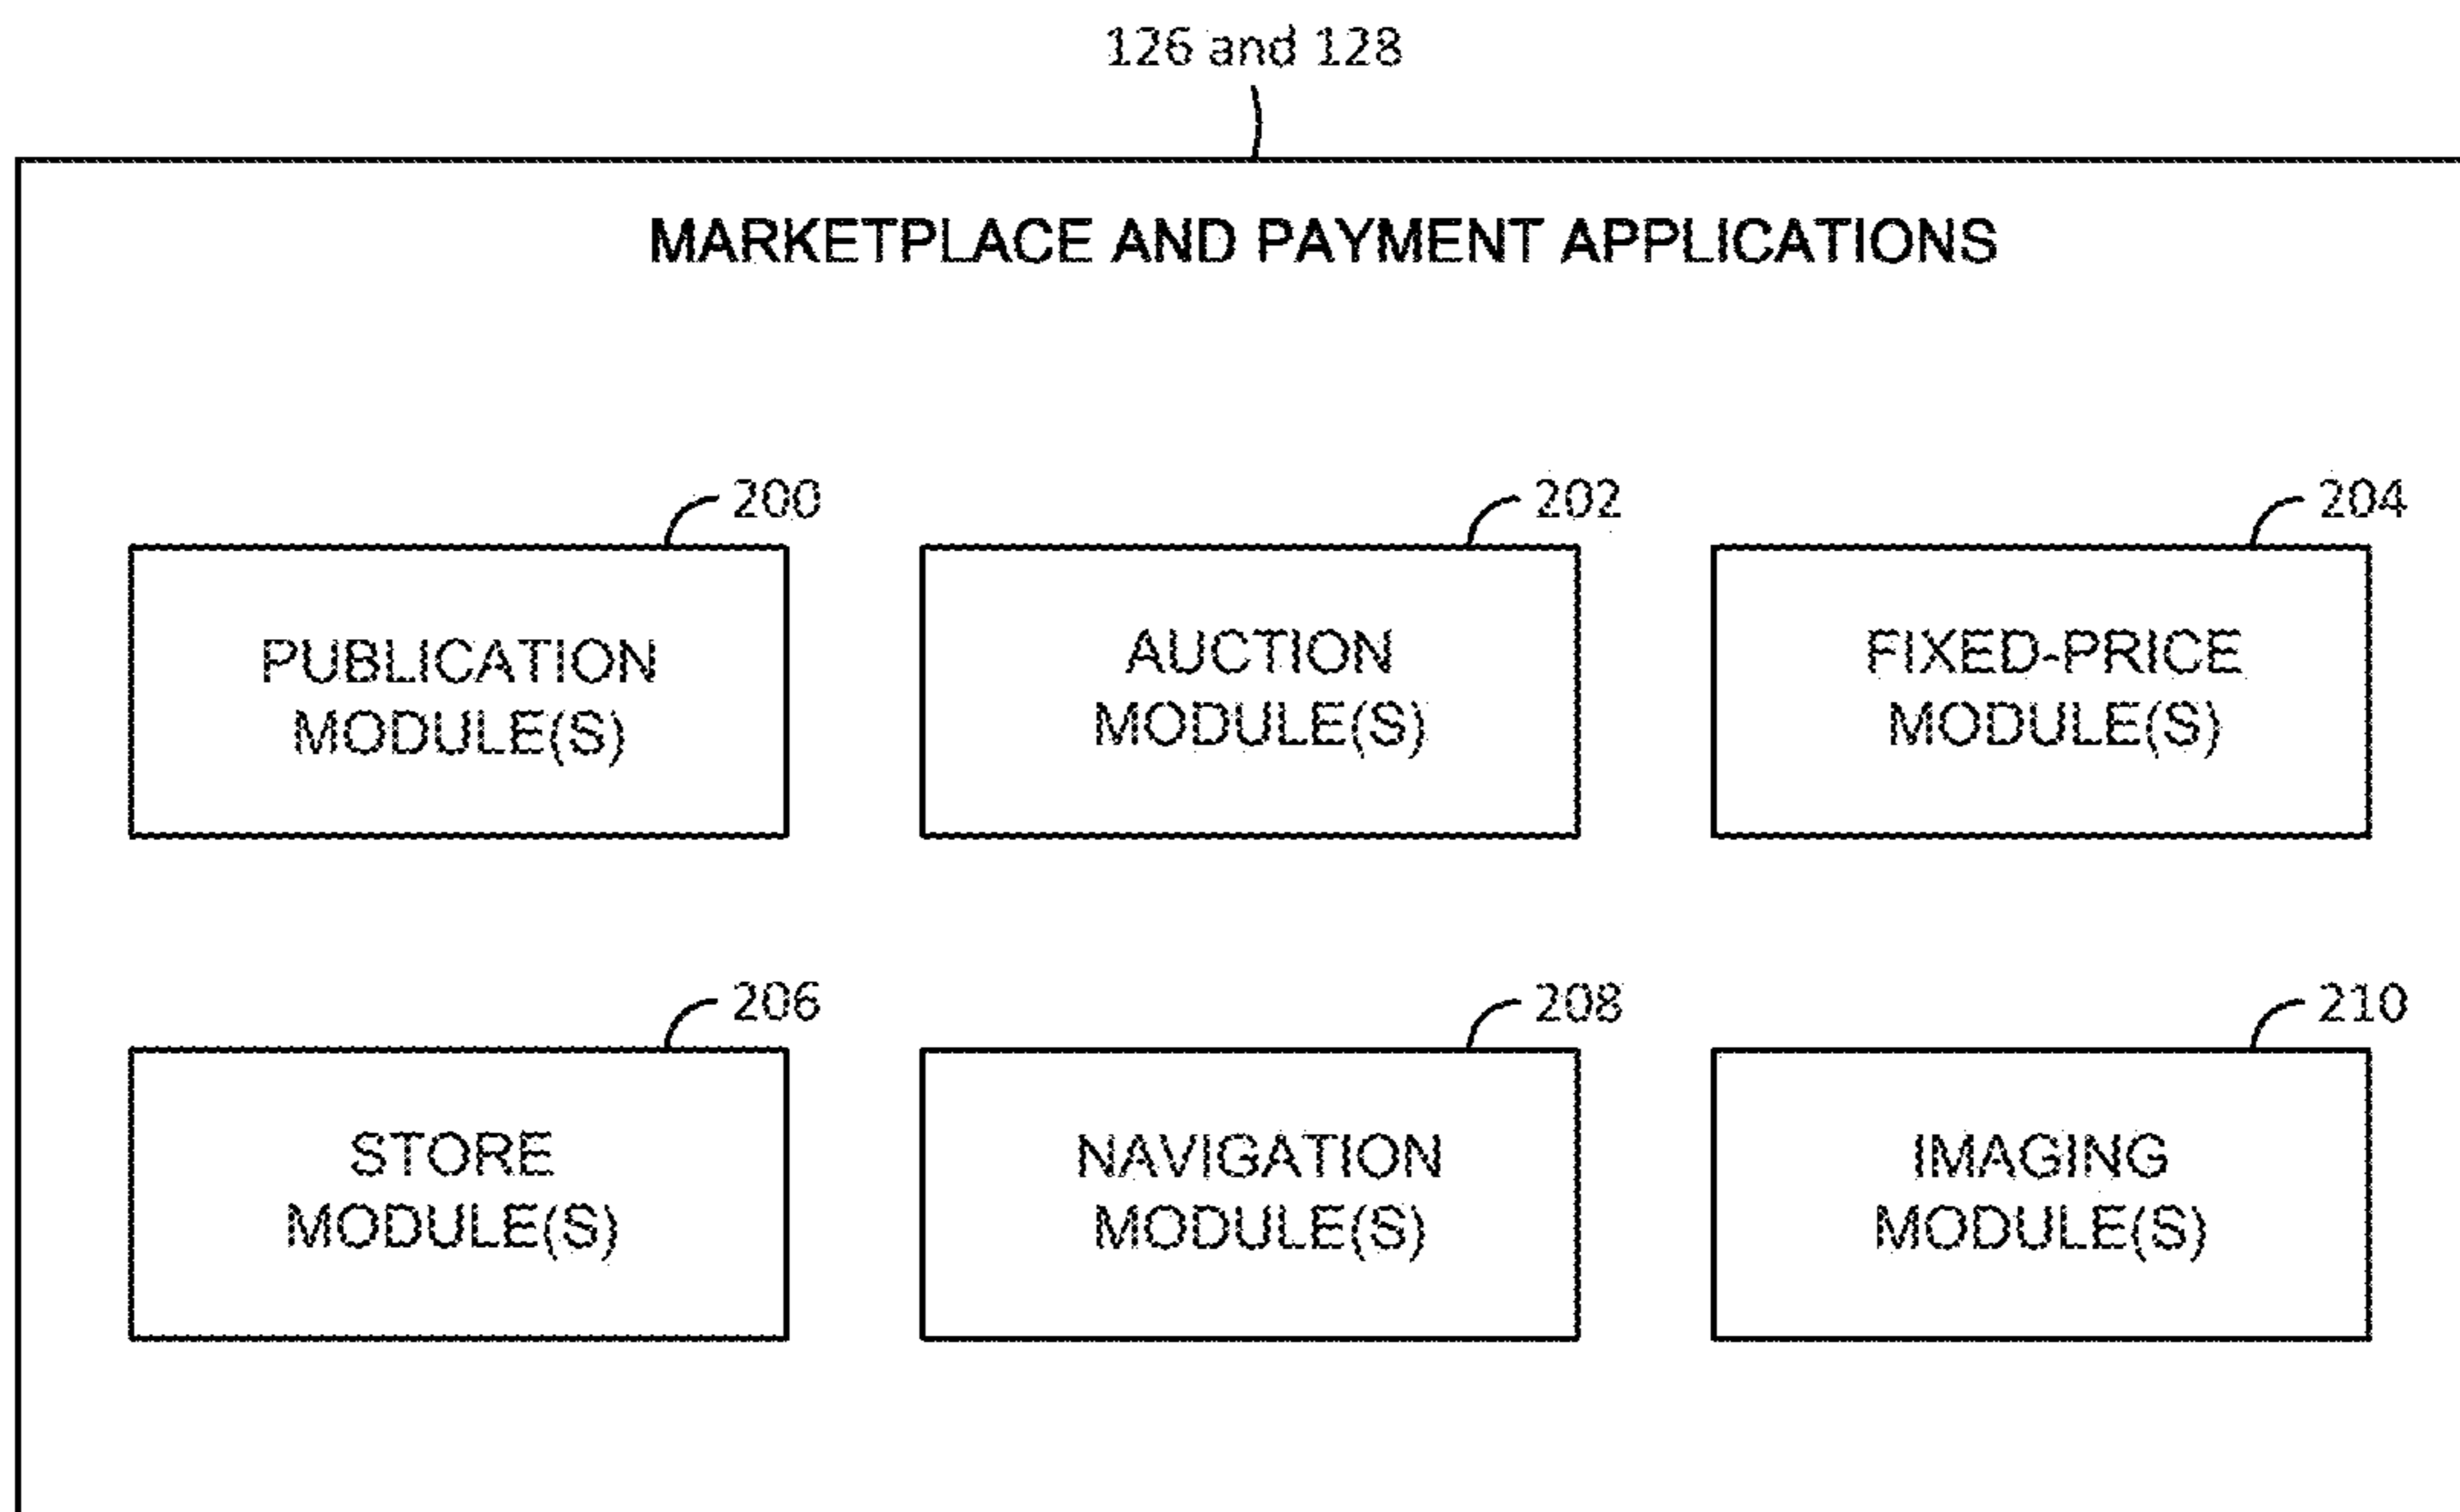 126 and 128
MARKETPLACE AND PAYMENT APPLICATIONS
200
PUBLICATION
MODULE(S)
202
AUCTION
MODULE(S)
204
FIXED-PRICE
MODULE(S)
206
STORE
MODULE(S)
208
NAVIGATION
MODULE(S)
210
IMAGING
MODULE(S)